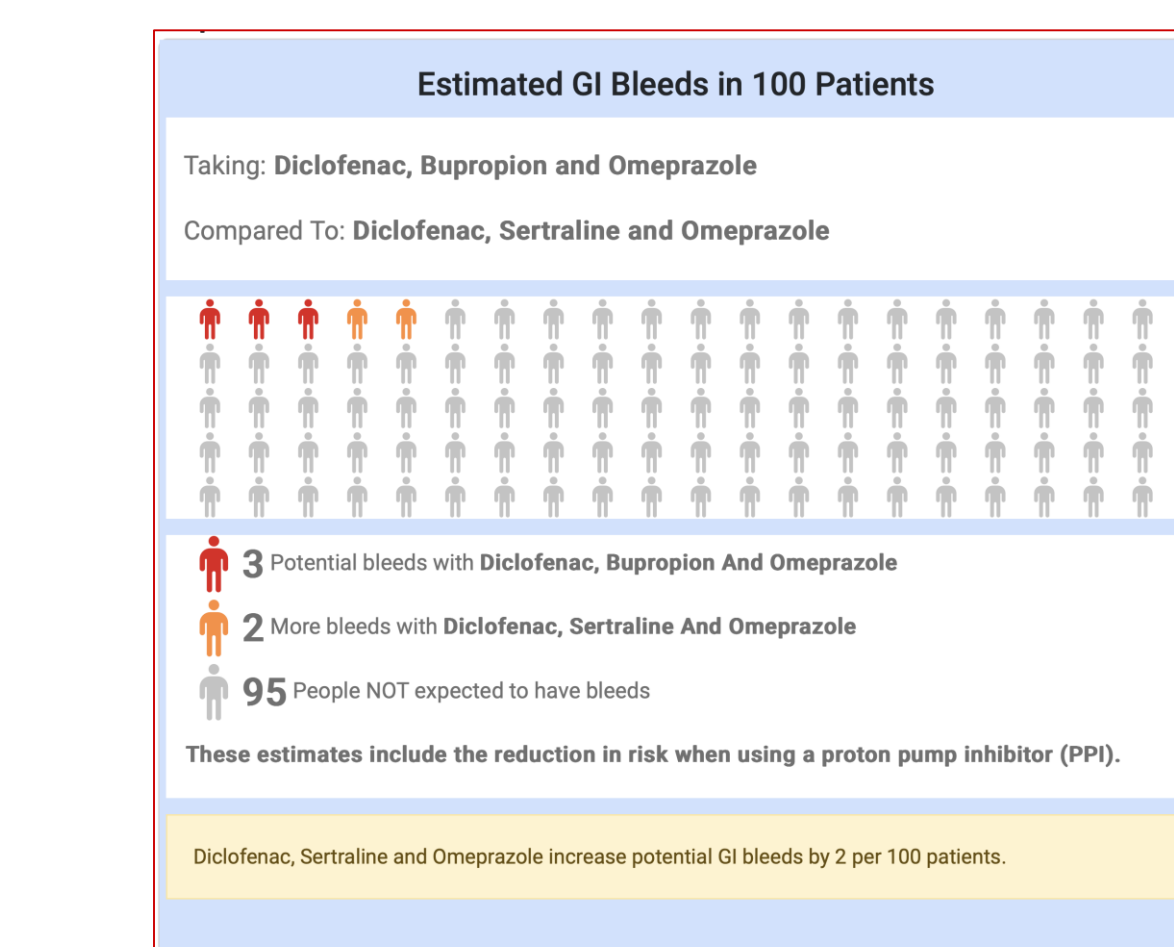 Estimated GI Bleeds in 100 Patients
Taking: Diclofenac, Bupropion and Omeprazole
Compared To: Diclofenac, Sertraline and Omeprazole
3 Potential bleeds with Diclofenac, Bupropion And Omeprazole
2 More bleeds with Diclofenac, Sertraline And Omeprazole
95 People NOT expected to have bleeds
These estimates include the reduction in risk when using a proton pump inhibitor (PPI).
Diclofenac, Sertraline and Omeprazole increase potential GI bleeds by 2 per 100 patients.